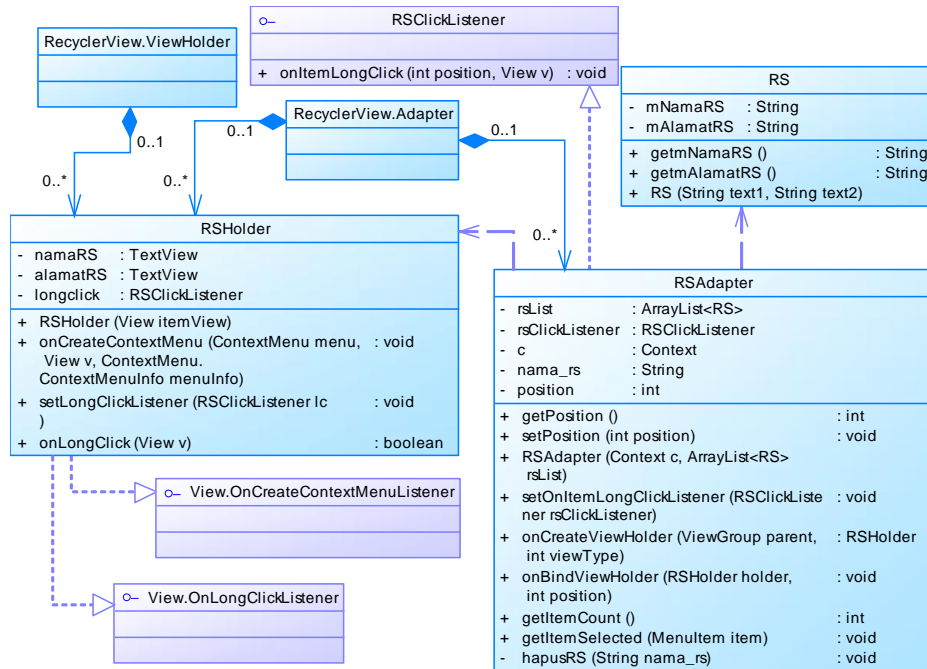 RSClickListener
+ onItemLongClick (int position, View v) : void
RecyclerView.ViewHolder
RecyclerView.Adapter
RS
- mNamaRS : String
- mAlamatRS : String
+ getmNamaRS () : String
+ getmAlamatRS () : String
+ RS (String text1, String text2)
0..1
0..1
0..1
0..*
0..*
0..*
RSHolder
- namaRS : TextView
- alamatRS : TextView
- longclick : RSClickListener
+ RSHolder (View itemView)
+ onCreateContextMenu (ContextMenu menu, : void
View v, ContextMenu.
ContextMenuInfo menuInfo)
+ setLongClickListener (RSClickListener lc : void
)
+ onLongClick (View v) : boolean
RSAdapter
- rsList : ArrayList<RS>
- rsClickListener : RSClickListener
- c : Context
- nama_rs : String
- position : int
+ getPosition () : int
+ setPosition (int position) : void
+ RSAdapter (Context c, ArrayList<RS>
rsList)
+ setOnItemLongClickListener (RSClickListe : void
ner rsClickListener)
+ onCreateViewHolder (ViewGroup parent, : RSHolder
int viewType)
+ onBindViewHolder (RSHolder holder, : void
int position)
+ getItemCount () : int
+ getItemSelected (MenuItem item) : void
- hapusRS (String nama_rs) : void
View.OnCreateContextMenuListener
View.OnLongClickListener